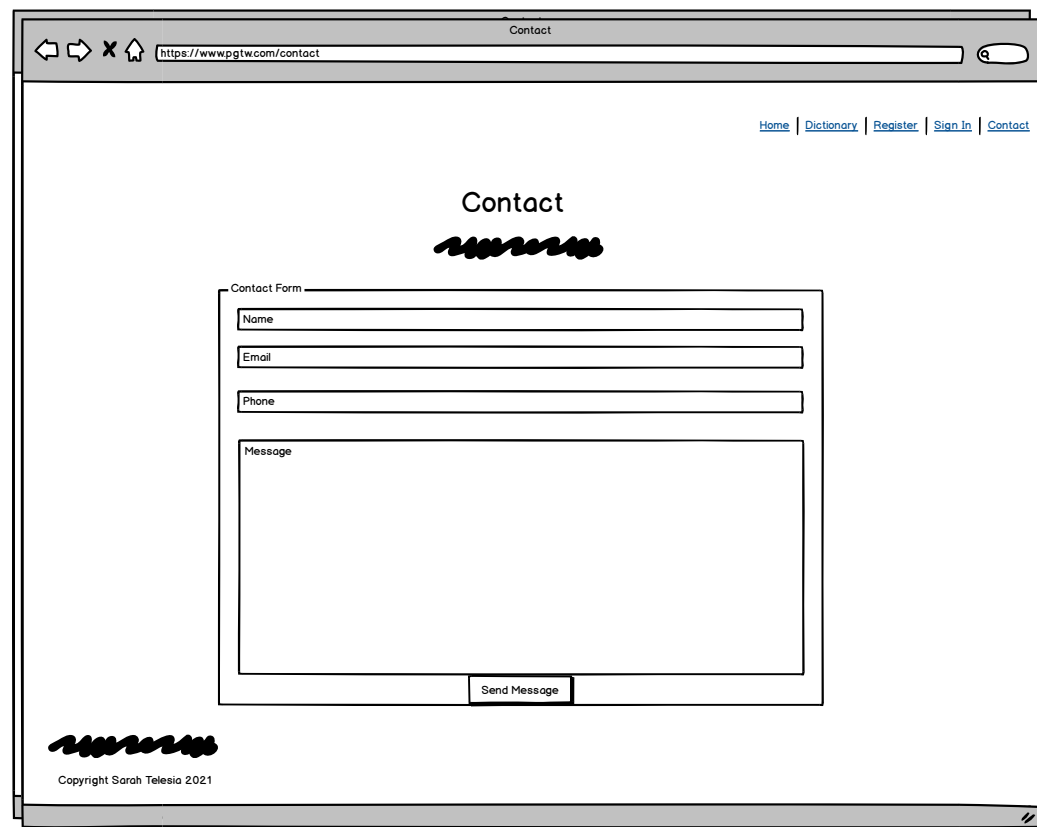 Contact
https://www.pgtw.com/contact
Home | Dictionary | Register | Sign In | Contact
Contact
Contact Form
Name
Email
Phone
Message
Send Message
Copyright Sarah Telesia 2021